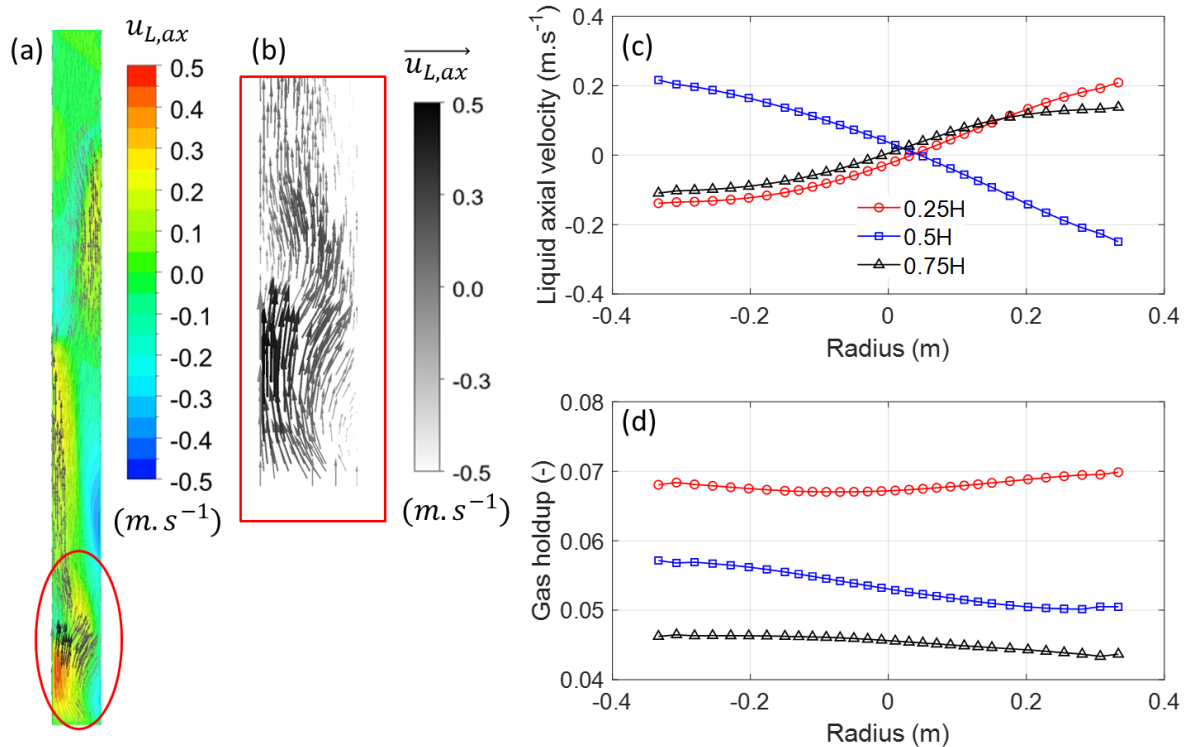 (a)
u_{L,ax}
0.5
0.4
0.3
0.2
0.1
0.0
-0.1
-0.2
-0.3
-0.4
-0.5
(m.s^{-1})
(b)
\overrightarrow{u_{L,ax}}
0.5
0.3
0.0
-0.3
-0.5
(m.s^{-1})
(c)
Liquid axial velocity (m.s^{-1})
0.4
0.2
0
-0.2
-0.4
0.25H
0.5H
0.75H
-0.4 -0.2 0 0.2 0.4
Radius (m)
(d)
Gas holdup (-)
0.08
0.07
0.06
0.05
0.04
-0.4 -0.2 0 0.2 0.4
Radius (m)